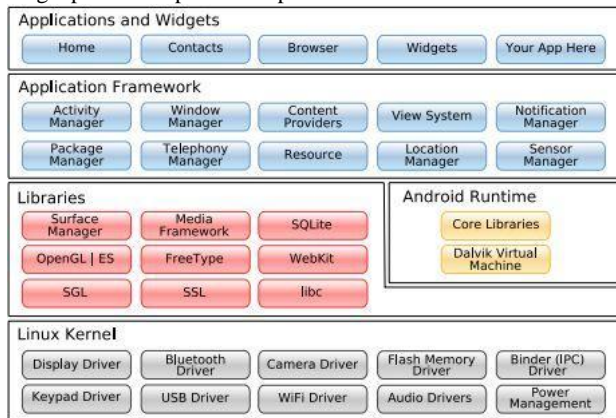 Applications and Widgets
Home Contacts Browser Widgets Your App Here
Application Framework
Activity Manager Window Manager Content Providers View System Notification Manager
Package Manager Telephony Manager Resource Location Manager Sensor Manager
Libraries
Surface Manager Media Framework SQLite
OpenGL | ES FreeType WebKit
SGL SSL libc
Android Runtime
Core Libraries
Dalvik Virtual Machine
Linux Kernel
Display Driver Bluetooth Driver Camera Driver Flash Memory Driver Binder (IPC) Driver
Keypad Driver USB Driver WiFi Driver Audio Drivers Power Management